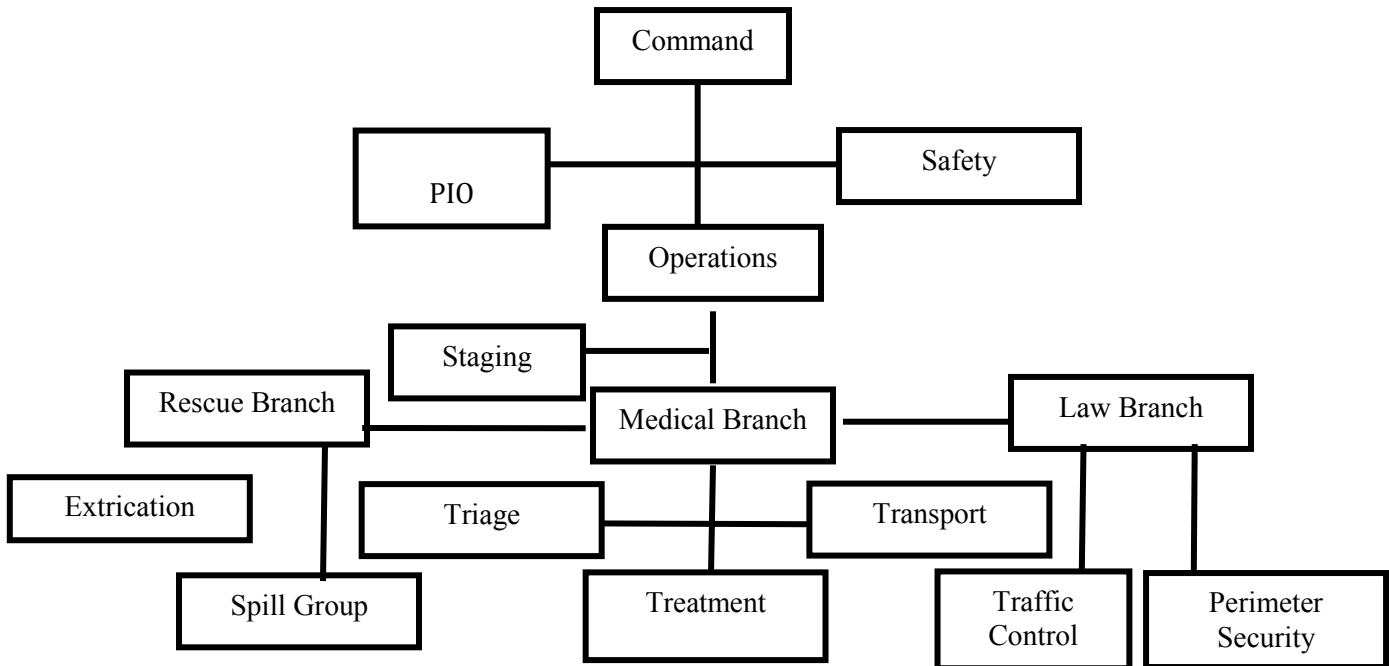 Command
PIO
Safety
Operations
Staging
Rescue Branch
Medical Branch
Law Branch
Extrication
Triage
Transport
Spill Group
Treatment
Traffic
Control
Perimeter
Security